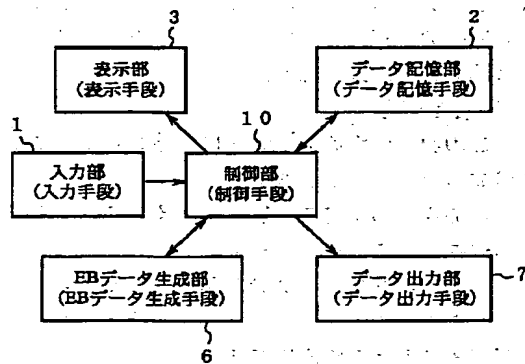 3
表示部
(表示手段)
2
データ記憶部
(データ記憶手段)
1
入力部
(入力手段)
10
制御部
(制御手段)
EBデータ生成部
(EBデータ生成手段)
6
データ出力部
(データ出力手段)
7